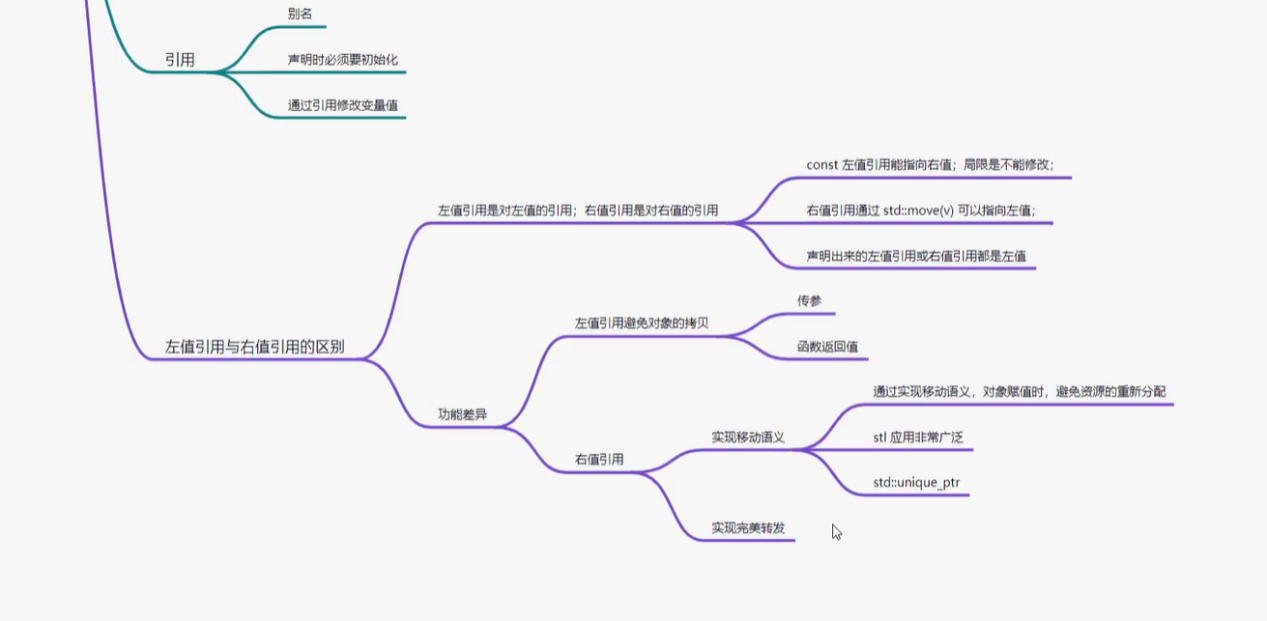 别名
引用
声明时必须要初始化
通过引用修改变量值
const 左值引用能指向右值；局限是不能修改；
左值引用是对左值的引用；右值引用是对右值的引用
右值引用通过 std::move(v) 可以指向左值；
声明出来的左值引用或右值引用都是左值
左值引用与右值引用的区别
传参
左值引用避免对象的拷贝
函数返回值
功能差异
通过实现移动语义，对象赋值时，避免资源的重新分配
实现移动语义
stl 应用非常广泛
右值引用
std::unique_ptr
实现完美转发